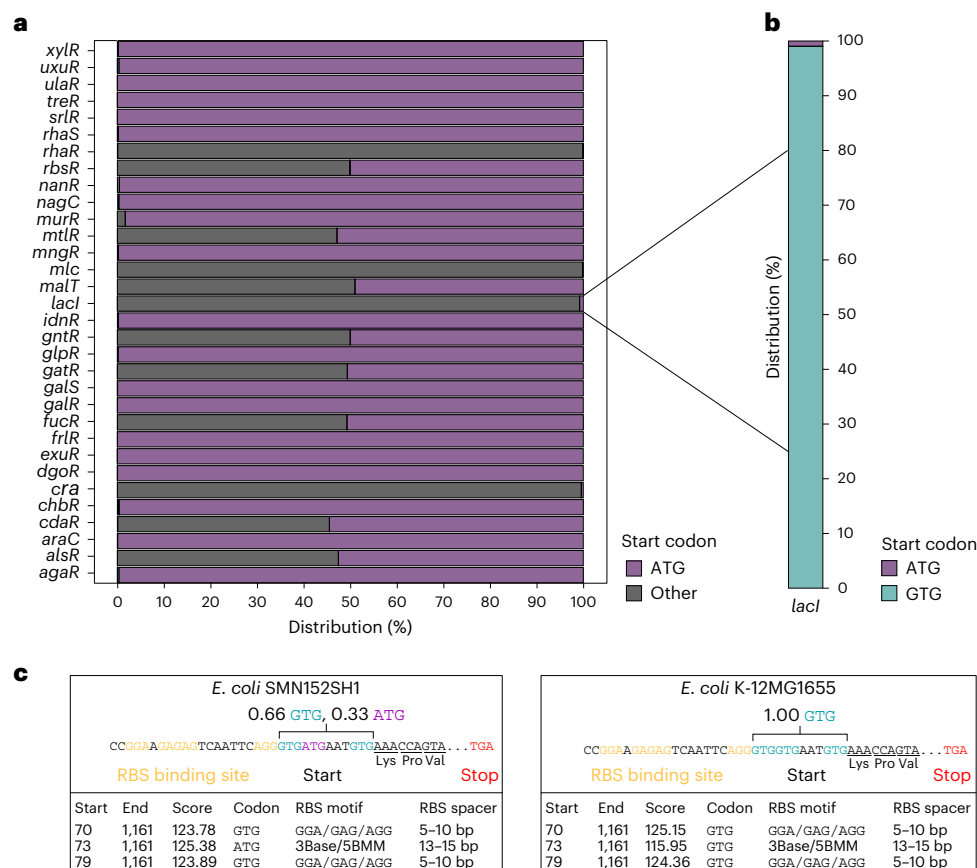 a
xylR
uxuR
ulaR
treR
srlR
rhaS
rhaR
rbsR
nanR
nagC
murR
mtlR
mngR
mlc
malT
lacI
idnR
gntR
glpR
gatR
galS
galR
fucR
frlR
exuR
dgoR
cra
chbR
cdaR
araC
alsR
agaR
0 10 20 30 40 50 60 70 80 90 100
Distribution (%)
Start codon
ATG
Other
b
100
90
80
70
60
50
40
30
20
10
0
Distribution (%)
lacI
Start codon
ATG
GTG
c
E. coli SMN152SH1
0.66 GTG, 0.33 ATG
CCGGAAGAGAGTCAATTCAGGGTGATGAATGTGAAACCAGTA...TGA
Lys Pro Val
RBS binding site Start Stop
Start End Score Codon RBS motif RBS spacer
70 1,161 123.78 GTG GGA/GAG/AGG 5–10 bp
73 1,161 125.38 ATG 3Base/5BMM 13–15 bp
79 1,161 123.89 GTG GGA/GAG/AGG 5–10 bp
E. coli K-12MG1655
1.00 GTG
CCGGAAGAGAGTCAATTCAGGGTGGTGAATGTGAAACCAGTA...TGA
Lys Pro Val
RBS binding site Start Stop
Start End Score Codon RBS motif RBS spacer
70 1,161 125.15 GTG GGA/GAG/AGG 5–10 bp
73 1,161 115.95 GTG 3Base/5BMM 13–15 bp
79 1,161 124.36 GTG GGA/GAG/AGG 5–10 bp